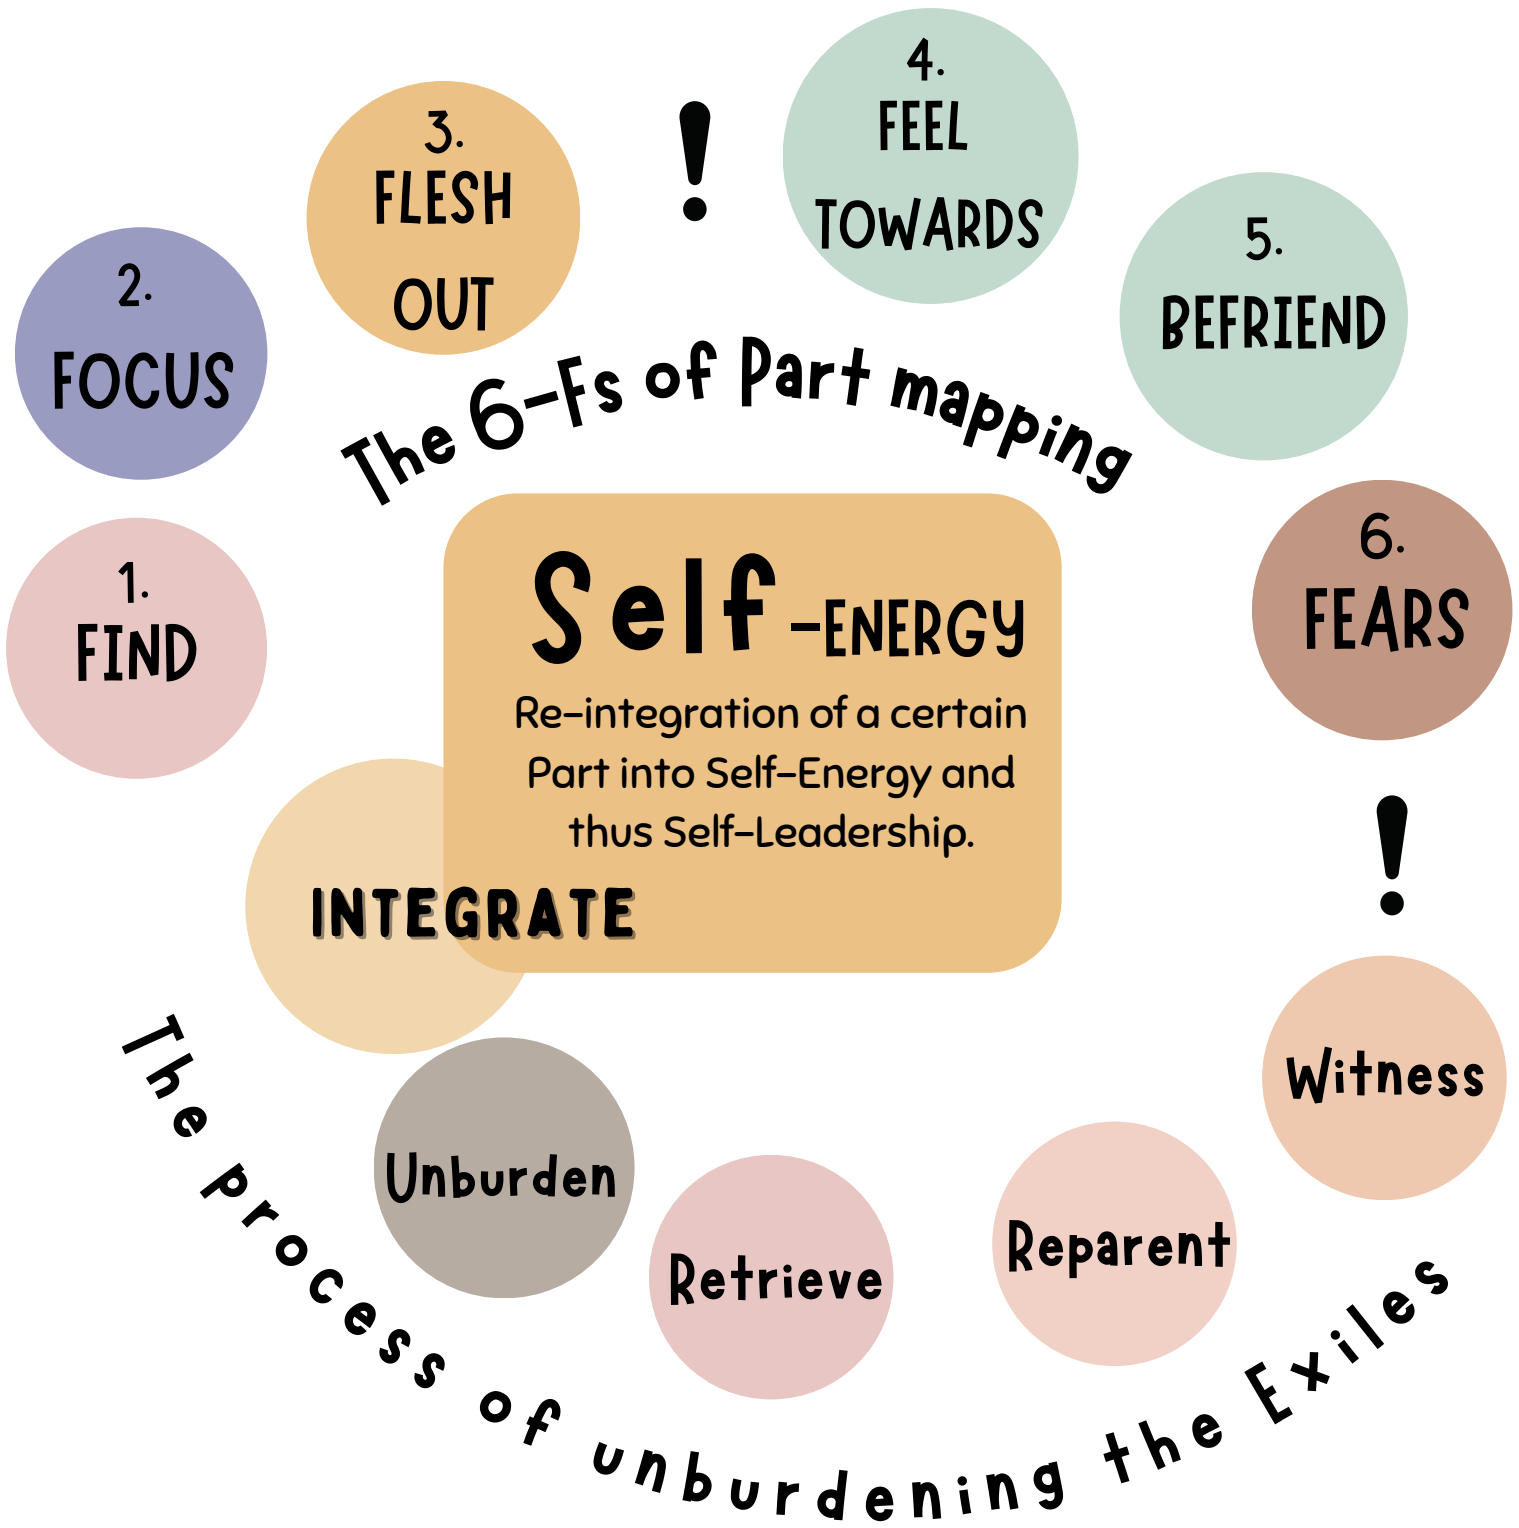 1.
FIND
2.
FOCUS
3.
FLESH
OUT
!
4.
FEEL
TOWARDS
5.
BEFRIEND
6.
FEARS
The 6-Fs of Part mapping
Self-ENERGY
Re-integration of a certain
Part into Self-Energy and
thus Self-Leadership.
!
Witness
Reparent
Retrieve
Unburden
INTEGRATE
The process of unburdening the Exiles